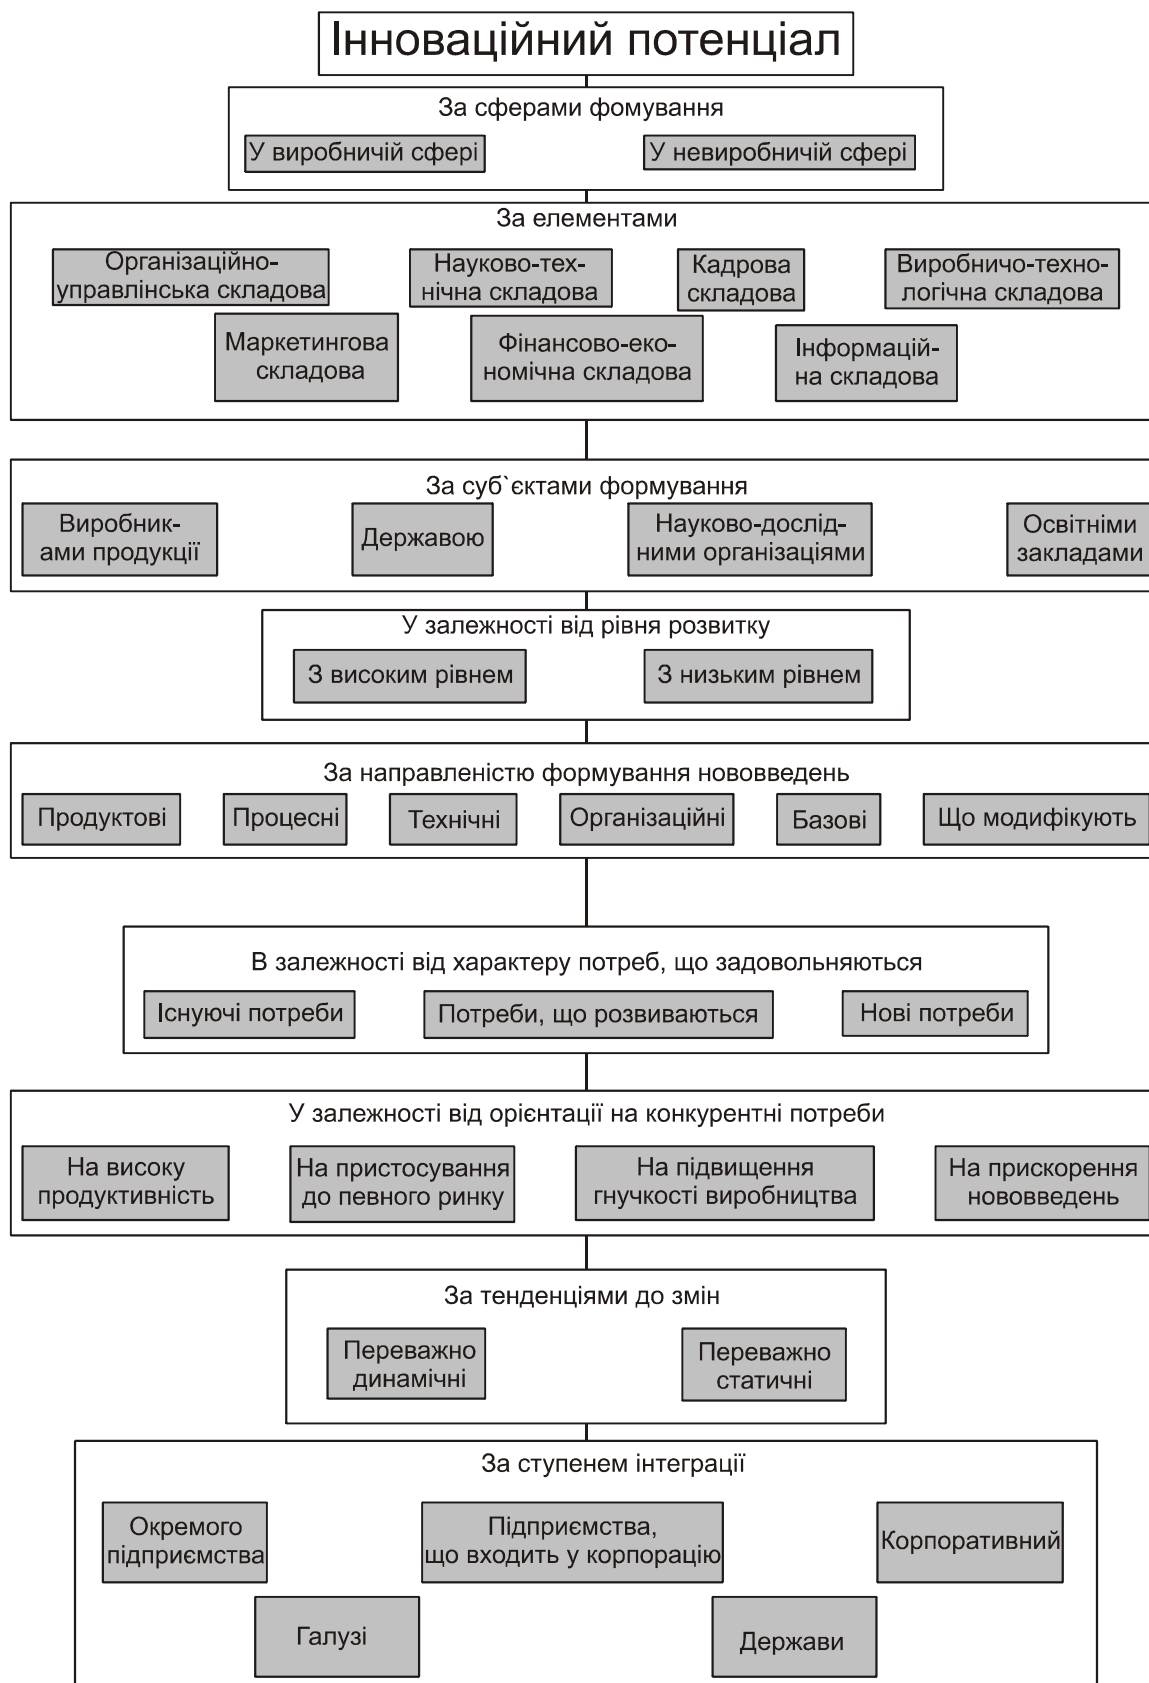 Інноваційний потенціал
За сферами фомування
У виробничій сфері
У невиробничій сфері
За елементами
Організаційно-
управлінська складова
Науково-тех-
нічна складова
Кадрова
складова
Виробничо-техно-
логічна складова
Маркетингова
складова
Фінансово-еко-
номічна складова
Інформацій-
на складова
За суб`єктами формування
Виробник-
ами продукції
Державою
Науково-дослід-
ними організаціями
Освітніми
закладами
У залежності від рівня розвитку
З високим рівнем
З низьким рівнем
За направленістю формування нововведень
Продуктові
Процесні
Технічні
Організаційні
Базові
Що модифікують
В залежності від характеру потреб, що задовольняються
Існуючі потреби
Потреби, що розвиваються
Нові потреби
У залежності від орієнтації на конкурентні потреби
На високу
продуктивність
На пристосування
до певного ринку
На підвищення
гнучкості виробництва
На прискорення
нововведень
За тенденціями до змін
Переважно
динамічні
Переважно
статичні
За ступенем інтеграції
Окремого
підприємства
Підприємства,
що входить у корпорацію
Корпоративний
Галузі
Держави